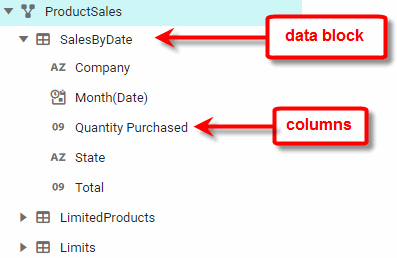 ProductSales
SalesByDate
data block
AZ Company
Month(Date)
09 Quantity Purchased
columns
AZ State
09 Total
LimitedProducts
Limits